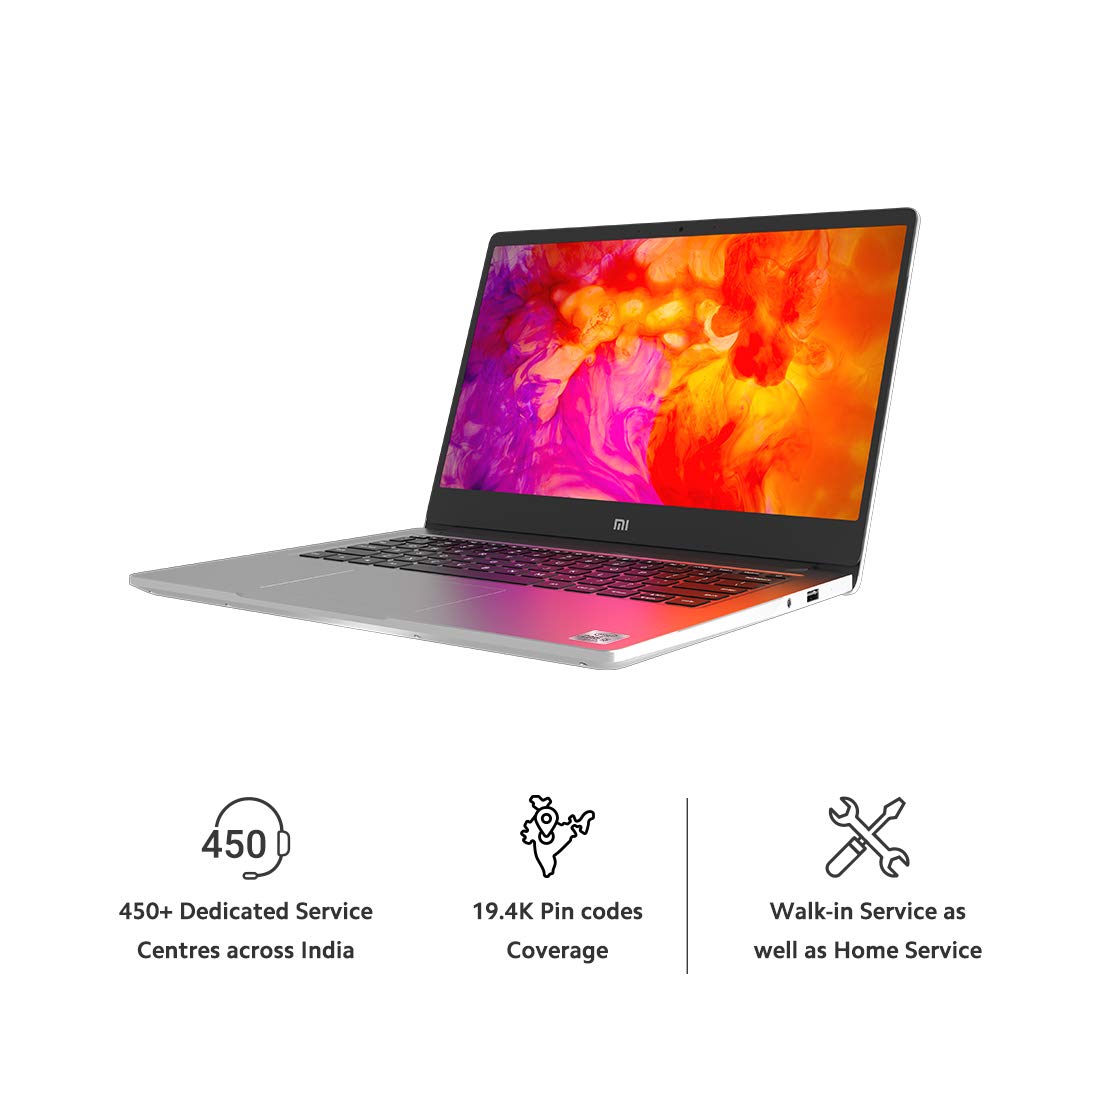 MI
450
450+ Dedicated Service
Centres across India
19.4K Pin codes
Coverage
Walk-in Service as
well as Home Service